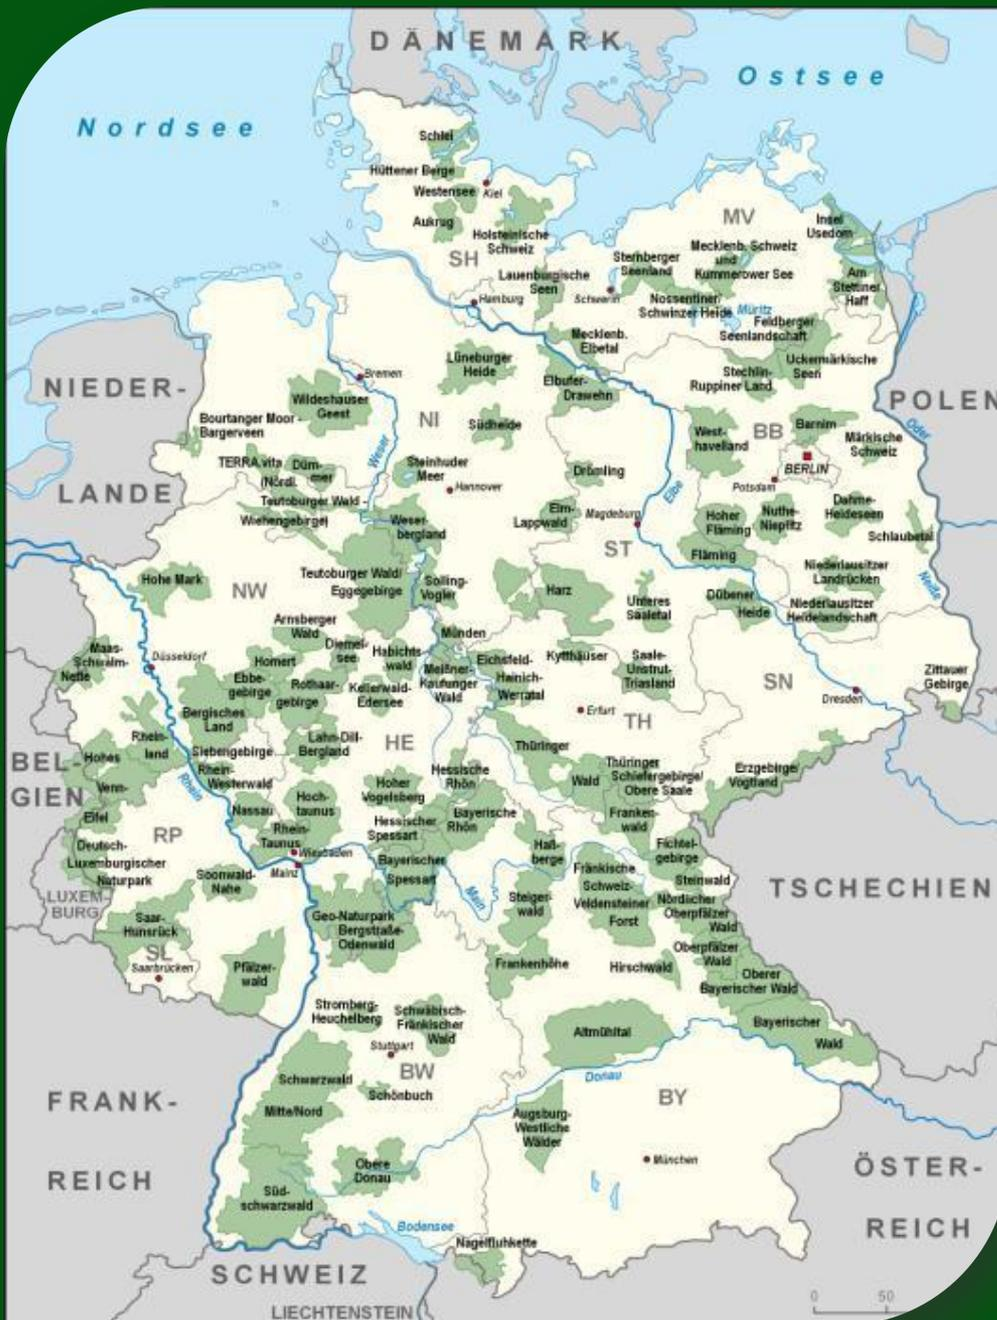 DÄNEMARK
Ostsee
Nordsee
Schlei
Hüttener Berge
Westensee
Kiel
Aukrug
Holsteinische
Schweiz
SH
MV
Insel
Usedom
Mecklenb. Schweiz
und
Kummerower See
Sternberger
Seenland
Am
Stettiner
Haff
Lauenburgische
Seen
Schwerin
Hamburg
Nossentiner/
Schwinzer Heide
Müritz
Feldberger
Seenlandschaft
Mecklenb.
Elbetal
Lüneburger
Heide
Uckermärkische
Seen
Stechlin-
Ruppiner Land
Elbufer-
Drawehn
Bremen
NIEDER-
LANDE
POLEN
Wildeshauser
Geest
Bourtanger Moor -
Bargerveen
NI
Südheide
West-
havelland
BB
Barnim
Oder
Märkische
Schweiz
Weser
TERRA.vita
(Nördl.
Teutoburger Wald -
Wiehengebirge)
Düm-
mer
Steinhuder
Meer
Hannover
Drömling
BERLIN
Potsdam
Elbe
Elm-
Lappwald
Magdeburg
Weser-
bergland
Hoher
Fläming
Nuthe-
Nieplitz
Dahme-
Heideseen
Schlaubetal
ST
Fläming
Hohe Mark
NW
Teutoburger Wald/
Eggegebirge
Solling-
Vogler
Harz
Unteres
Saaletal
Dübener
Heide
Niederlausitzer
Landrücken
Niederlausitzer
Heidelandschaft
Neiße
Arnsberger
Wald
Diemel-
see
Habichts-
wald
Münden
Maas-
Schwalm-
Nette
Düsseldorf
Homert
Ebbe-
gebirge
Rothaar-
gebirge
Kellerwald-
Edersee
Meißner-
Kaufunger
Wald
Eichsfeld-
Hainich-
Werratal
Kyffhäuser
Saale-
Unstrut-
Triasland
SN
Zittauer
Gebirge
Dresden
Erfurt
TH
Bergisches
Land
Rhein-
land
Siebengebirge
Lahn-Dill-
Bergland
HE
Thüringer
Wald
Thüringer
Schiefergebirge/
Obere Saale
Erzgebirge/
Vogtland
BEL-
GIEN
Hohes
Venn-
Eifel
Rhein
Rhein-
Westerwald
Nassau
Hoch-
taunus
Hoher
Vogelsberg
Hessische
Rhön
Hessischer
Spessart
Bayerische
Rhön
Franken-
wald
RP
Deutsch-
Luxemburgischer
Naturpark
Rhein-
Taunus
Wiesbaden
Mainz
Bayerischer
Spessart
Haß-
berge
Fränkische
Schweiz-
Veldensteiner
Forst
Fichtel-
gebirge
Steinwald
LUXEM-
BURG
Soonwald-
Nahe
Main
Steiger-
wald
Nördlicher
Oberpfälzer
Wald
TSCHECHIEN
Saar-
Hunsrück
SL
Saarbrücken
Pfälzer-
wald
Geo-Naturpark
Bergstraße-
Odenwald
Frankenhöhe
Hirschwald
Oberpfälzer
Wald
Oberer
Bayerischer Wald
Stromberg-
Heuchelberg
Schwäbisch-
Fränkischer
Wald
Altmühltal
Bayerischer
Wald
Stuttgart
BW
Schönbuch
Schwarzwald
Mitte/Nord
Donau
BY
FRANK-
REICH
Augsburg-
Westliche
Wälder
München
ÖSTER-
REICH
Obere
Donau
Süd-
schwarzwald
Bodensee
Nagelfluhkette
SCHWEIZ
LIECHTENSTEIN
0 50